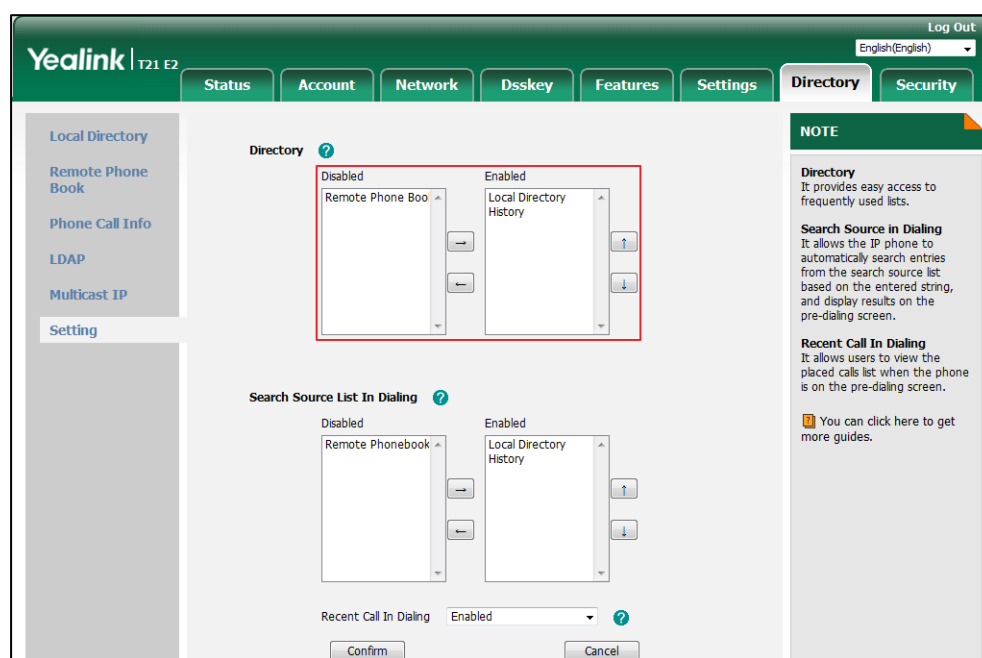 Log Out
Yealink | T21 E2
English(English)
Status Account Network Dsskey Features Settings Directory Security
Local Directory
Remote Phone
Book
Phone Call Info
LDAP
Multicast IP
Setting
Directory ?
Disabled Enabled
Remote Phone Boo Local Directory
History
→ ↑
← ↓
Search Source List In Dialing ?
Disabled Enabled
Remote Phonebook Local Directory
History
→ ↑
← ↓
Recent Call In Dialing Enabled ?
Confirm Cancel
NOTE
Directory
It provides easy access to
frequently used lists.
Search Source in Dialing
It allows the IP phone to
automatically search entries
from the search source list
based on the entered string,
and display results on the
pre-dialing screen.
Recent Call In Dialing
It allows users to view the
placed calls list when the phone
is on the pre-dialing screen.
? You can click here to get
more guides.